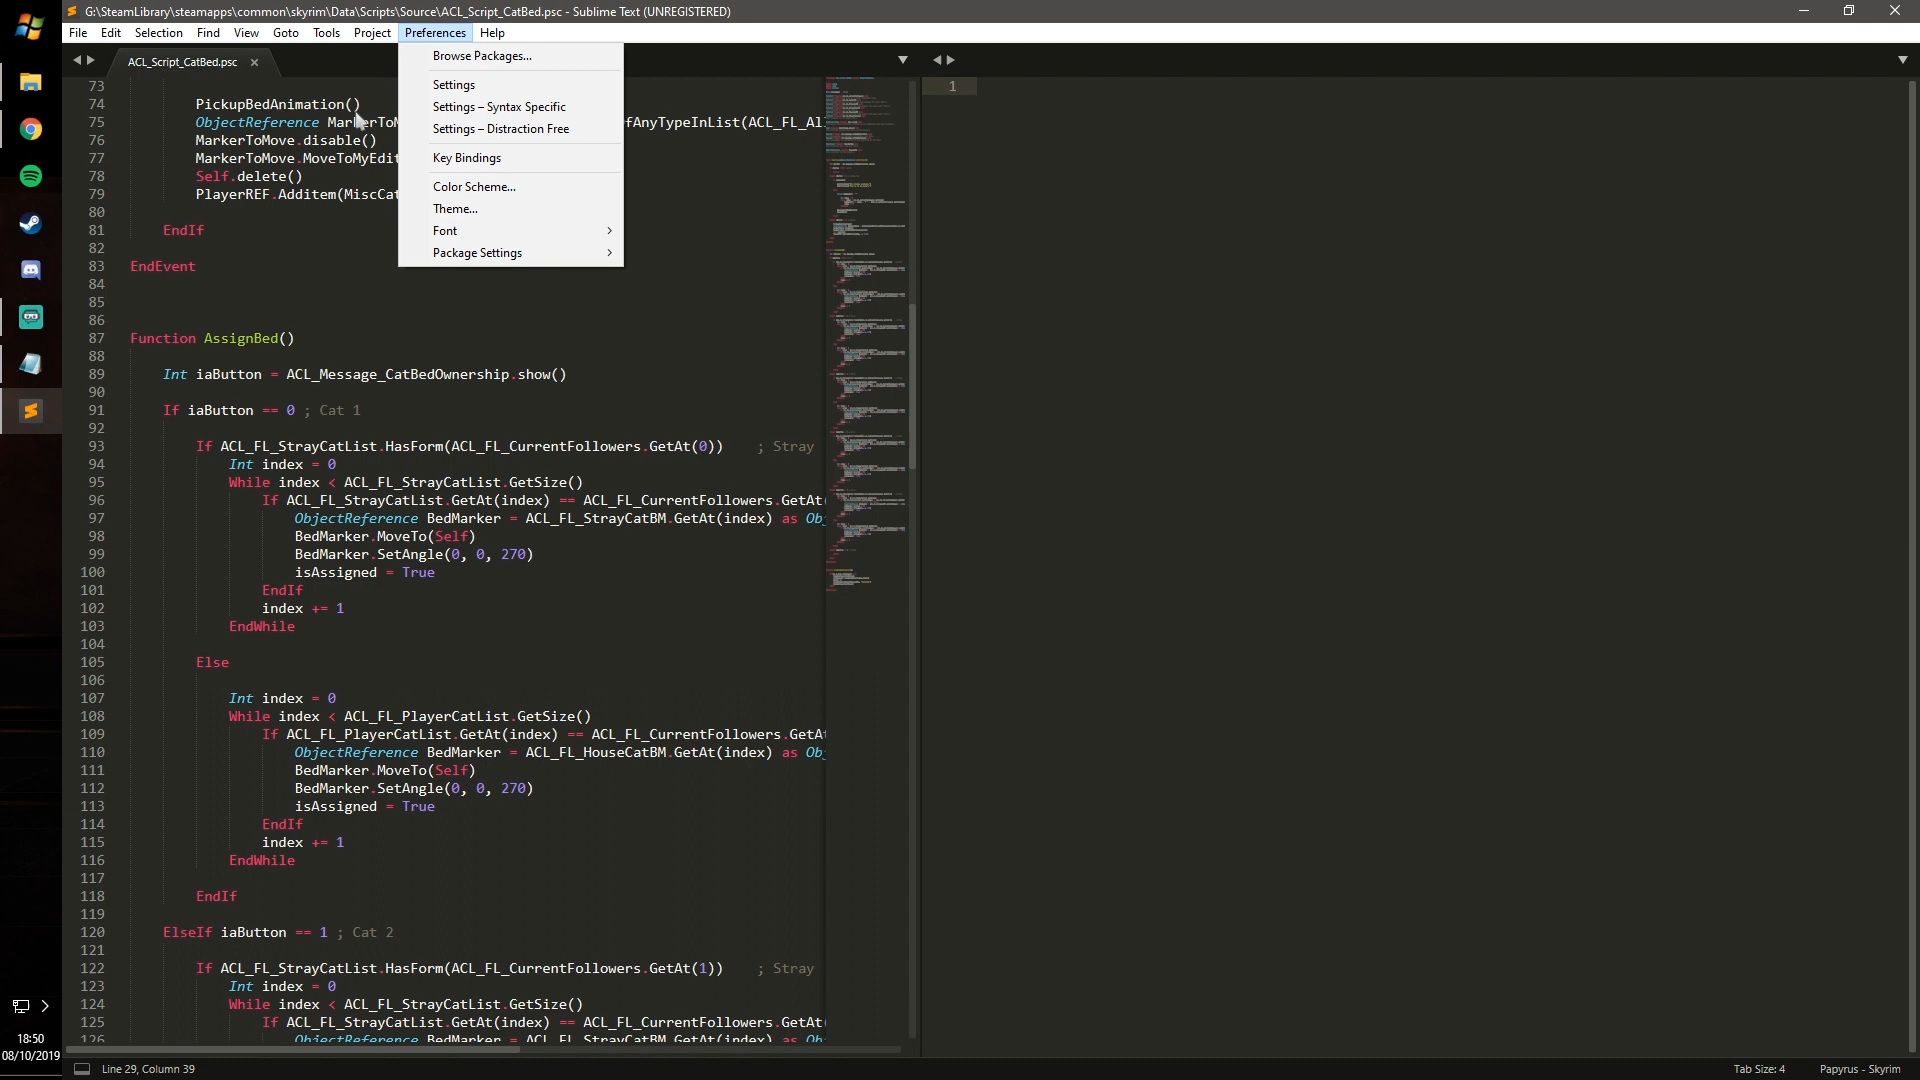 G:\SteamLibrary\steamapps\common\skyrim\Data\Scripts\Source\ACL_Script_CatBed.psc - Sublime Text (UNREGISTERED)
File Edit Selection Find View Goto Tools Project Preferences Help
ACL_Script_CatBed.psc
Browse Packages...
Settings
Settings – Syntax Specific
Settings – Distraction Free
Key Bindings
Color Scheme...
Theme...
Font
Package Settings
1
73
74 PickupBedAnimation()
75 ObjectReference MarkerToM fAnyTypeInList(ACL_FL_Al
76 MarkerToMove.disable()
77 MarkerToMove.MoveToMyEdit
78 Self.delete()
79 PlayerREF.Additem(MiscCat
80
81 EndIf
82
83 EndEvent
84
85
86
87 Function AssignBed()
88
89 Int iaButton = ACL_Message_CatBedOwnership.show()
90
91 If iaButton == 0 ; Cat 1
92
93 If ACL_FL_StrayCatList.HasForm(ACL_FL_CurrentFollowers.GetAt(0)) ; Stray
94 Int index = 0
95 While index < ACL_FL_StrayCatList.GetSize()
96 If ACL_FL_StrayCatList.GetAt(index) == ACL_FL_CurrentFollowers.GetAt(
97 ObjectReference BedMarker = ACL_FL_StrayCatBM.GetAt(index) as Ob
98 BedMarker.MoveTo(Self)
99 BedMarker.SetAngle(0, 0, 270)
100 isAssigned = True
101 EndIf
102 index += 1
103 EndWhile
104
105 Else
106
107 Int index = 0
108 While index < ACL_FL_PlayerCatList.GetSize()
109 If ACL_FL_PlayerCatList.GetAt(index) == ACL_FL_CurrentFollowers.GetA
110 ObjectReference BedMarker = ACL_FL_HouseCatBM.GetAt(index) as Ob
111 BedMarker.MoveTo(Self)
112 BedMarker.SetAngle(0, 0, 270)
113 isAssigned = True
114 EndIf
115 index += 1
116 EndWhile
117
118 EndIf
119
120 ElseIf iaButton == 1 ; Cat 2
121
122 If ACL_FL_StrayCatList.HasForm(ACL_FL_CurrentFollowers.GetAt(1)) ; Stray
123 Int index = 0
124 While index < ACL_FL_StrayCatList.GetSize()
125 If ACL_FL_StrayCatList.GetAt(index) == ACL_FL_CurrentFollowers.GetAt(
126 ObjectReference BedMarker = ACL_FL_StrayCatBM.GetAt(index) as Ob
18:50
08/10/2019
Line 29, Column 39
Tab Size: 4
Papyrus - Skyrim